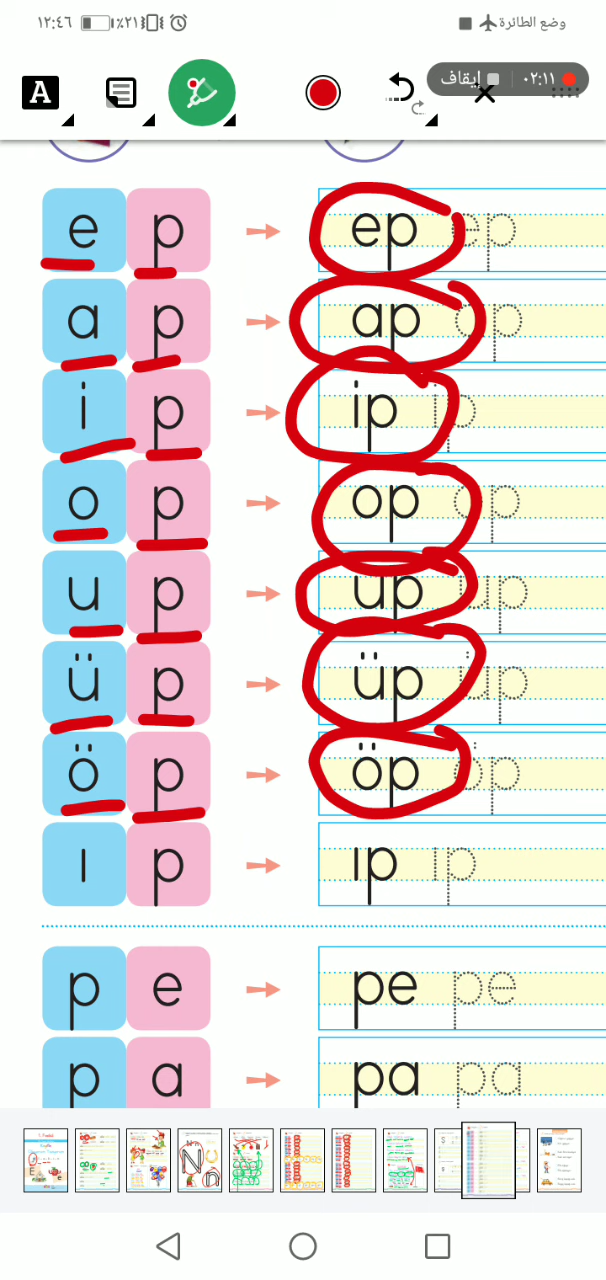 ١٢:٤٦ ٪٢١ وضع الطائرة
A إيقاف ٠٢:١١
e p ep ep
a p ap ap
i p ip ip
o p op op
u p up up
ü p üp üp
ö p öp öp
ı p ıp ıp
p e pe pe
p a pa pa
N n